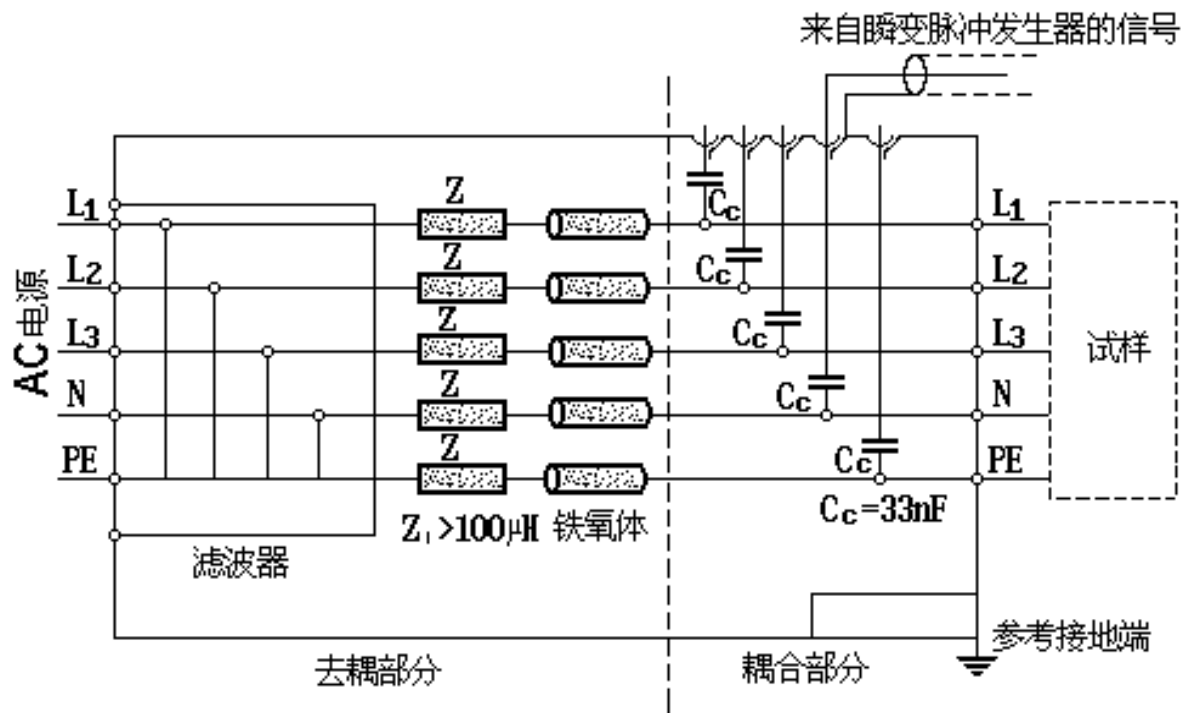 来自瞬变脉冲发生器的信号
AC电源
L1 Z Cc L1
L2 Z Cc L2
L3 Z Cc L3
N Z Cc N
PE Z Cc PE
试样
Z₁>100μH 铁氧体
Cc=33nF
滤波器
参考接地端
去耦部分
耦合部分